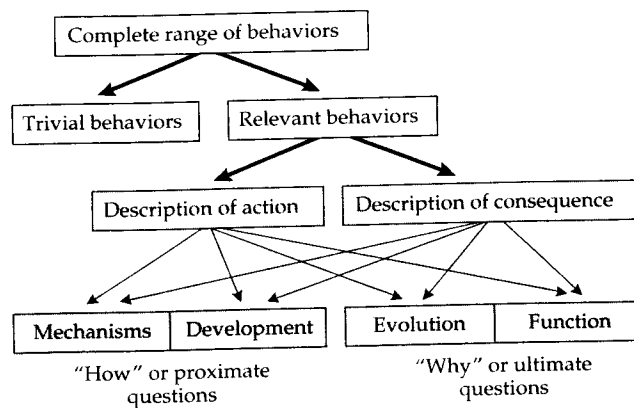 Complete range of behaviors
Trivial behaviors
Relevant behaviors
Description of action
Description of consequence
Mechanisms
Development
Evolution
Function
"How" or proximate
questions
"Why" or ultimate
questions